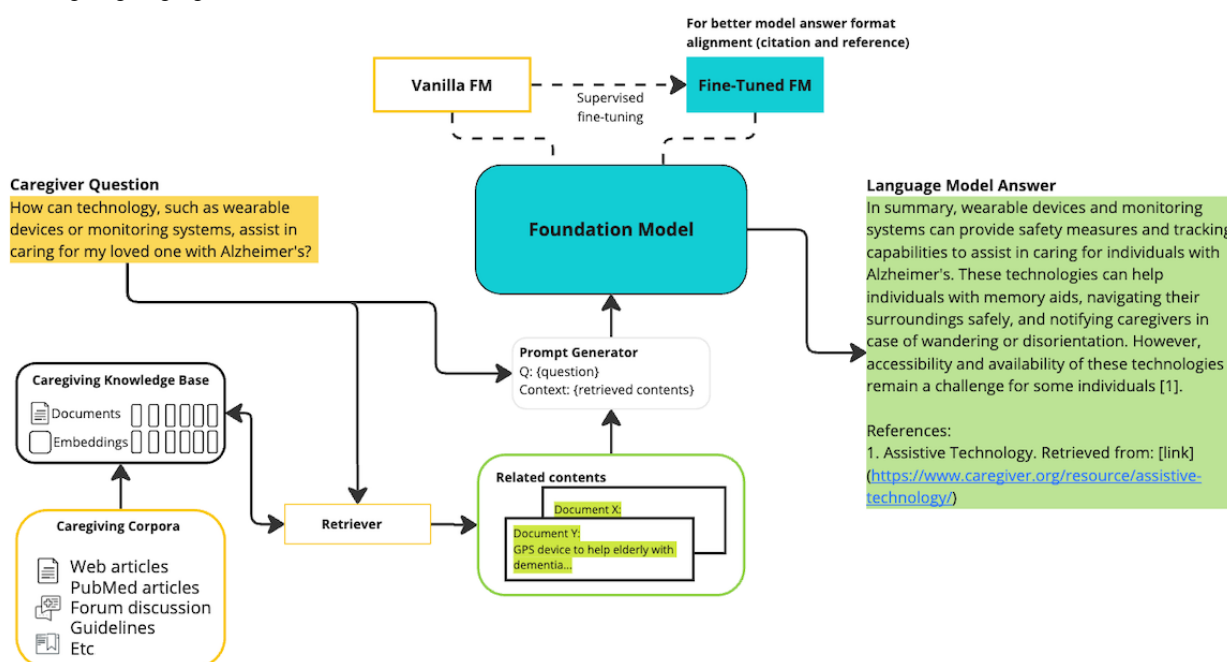 For better model answer format
alignment (citation and reference)
Vanilla FM
Supervised
fine-tuning
Fine-Tuned FM
Foundation Model
Caregiver Question
How can technology, such as wearable
devices or monitoring systems, assist in
caring for my loved one with Alzheimer's?
Prompt Generator
Q: {question}
Context: {retrieved contents}
Caregiving Knowledge Base
Documents
Embeddings
Caregiving Corpora
Web articles
PubMed articles
Forum discussion
Guidelines
Etc
Retriever
Related contents
Document X:
Document Y:
GPS device to help elderly with
dementia...
Language Model Answer
In summary, wearable devices and monitoring
systems can provide safety measures and tracking
capabilities to assist in caring for individuals with
Alzheimer's. These technologies can help
individuals with memory aids, navigating their
surroundings safely, and notifying caregivers in
case of wandering or disorientation. However,
accessibility and availability of these technologies
remain a challenge for some individuals [1].
References:
1. Assistive Technology. Retrieved from: [link]
(https://www.caregiver.org/resource/assistive-
technology/)